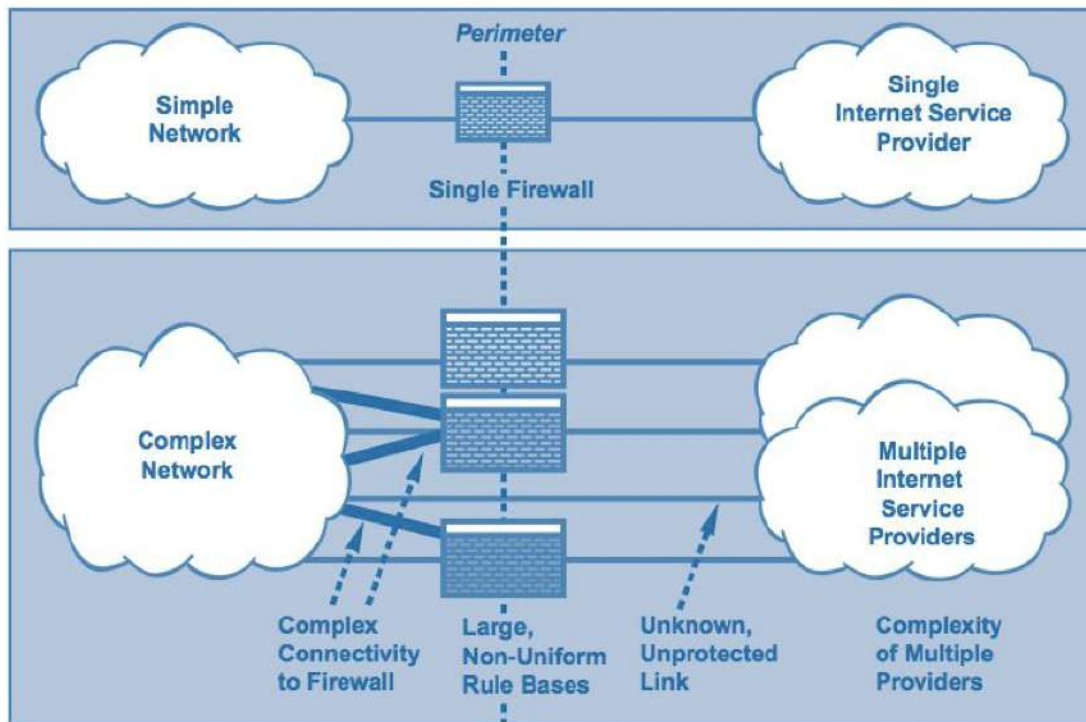 Perimeter
Simple
Network
Single
Internet Service
Provider
Single Firewall
Complex
Network
Multiple
Internet
Service
Providers
Complex
Connectivity
to Firewall
Large,
Non-Uniform
Rule Bases
Unknown,
Unprotected
Link
Complexity
of Multiple
Providers